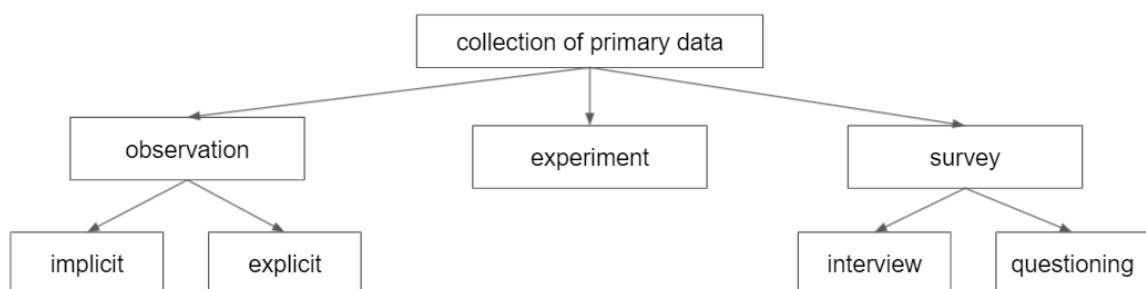 collection of primary data
observation
experiment
survey
implicit
explicit
interview
questioning